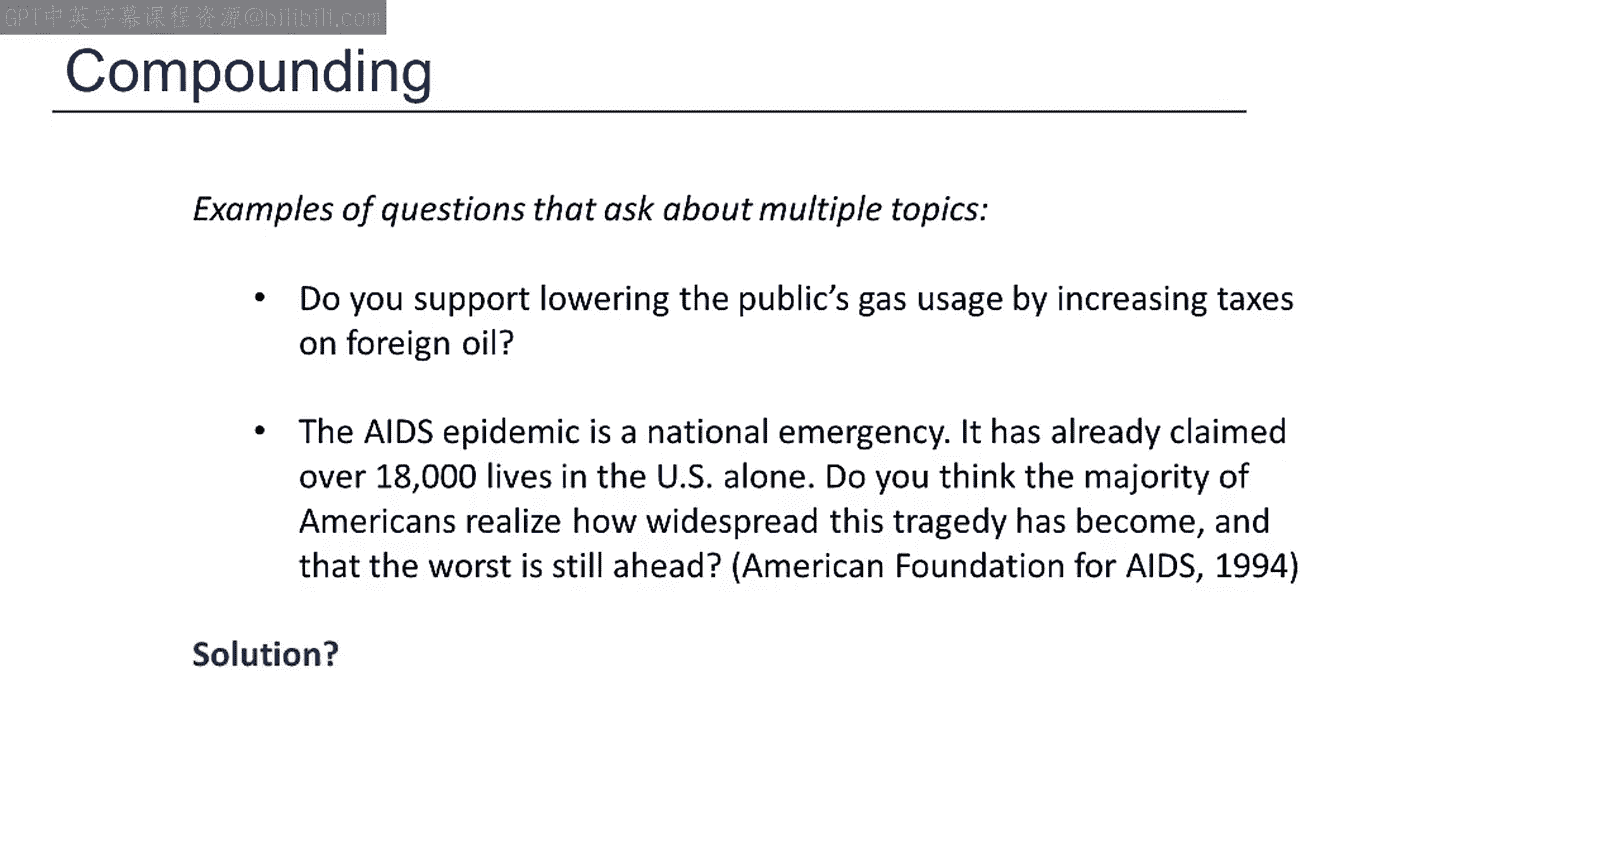 GPT中英字幕课程资源@bilibili.com
Compounding
Examples of questions that ask about multiple topics:
• Do you support lowering the public’s gas usage by increasing taxes
on foreign oil?
• The AIDS epidemic is a national emergency. It has already claimed
over 18,000 lives in the U.S. alone. Do you think the majority of
Americans realize how widespread this tragedy has become, and
that the worst is still ahead? (American Foundation for AIDS, 1994)
Solution?